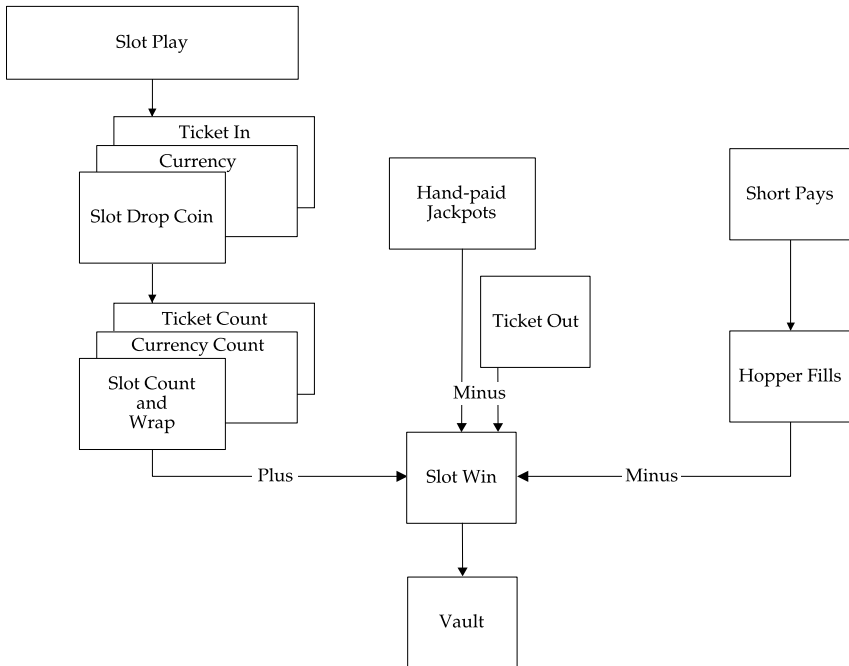 Slot Play
Ticket In
Currency
Slot Drop Coin
Hand-paid
Jackpots
Short Pays
Ticket Count
Currency Count
Slot Count
and
Wrap
Ticket Out
Hopper Fills
Minus
Plus
Slot Win
Minus
Vault